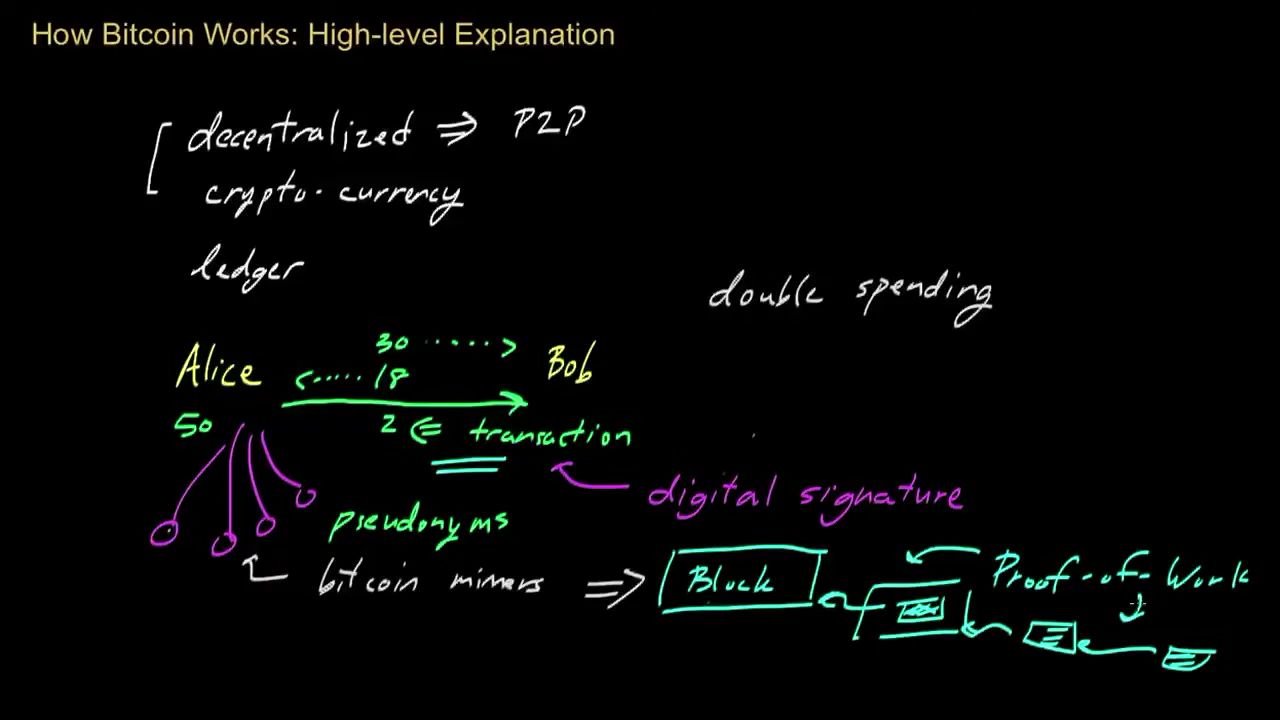 How Bitcoin Works: High-level Explanation
decentralized ⇒ P2P
crypto-currency
ledger
double spending
30 ·····>
Alice <····· 18 Bob
50 2 ⇐ transaction
digital signature
pseudonyms
bitcoin miners ⇒ Block Proof-of-Work